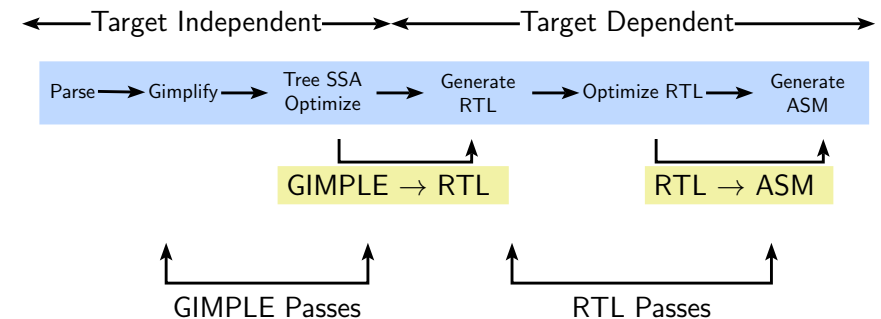 Target Independent Target Dependent
Parse Gimplify Tree SSA Optimize Generate RTL Optimize RTL Generate ASM
GIMPLE → RTL RTL → ASM
GIMPLE Passes RTL Passes